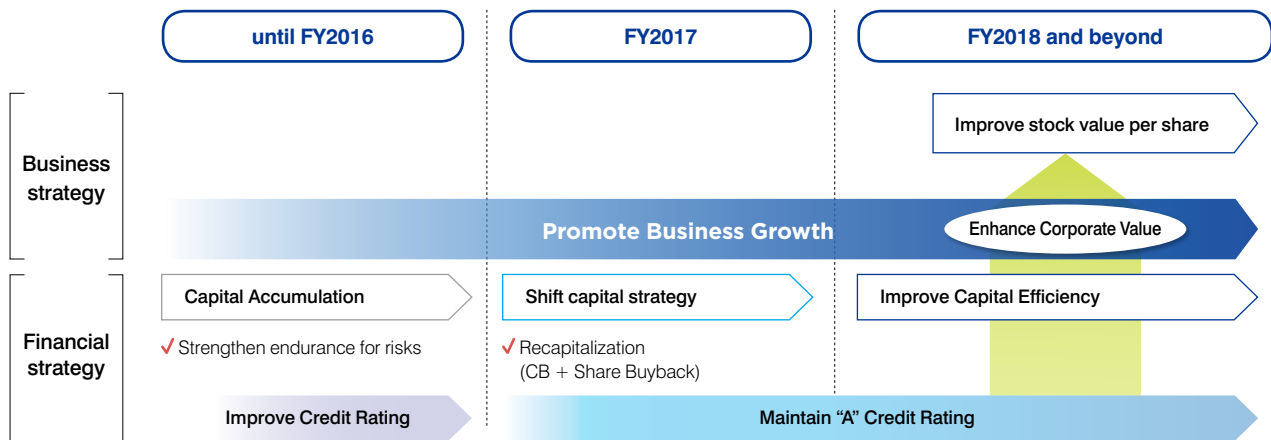 until FY2016
FY2017
FY2018 and beyond
Business
strategy
Improve stock value per share
Promote Business Growth
Enhance Corporate Value
Financial
strategy
Capital Accumulation
Shift capital strategy
Improve Capital Efficiency
✓ Strengthen endurance for risks
✓ Recapitalization
(CB + Share Buyback)
Improve Credit Rating
Maintain “A” Credit Rating